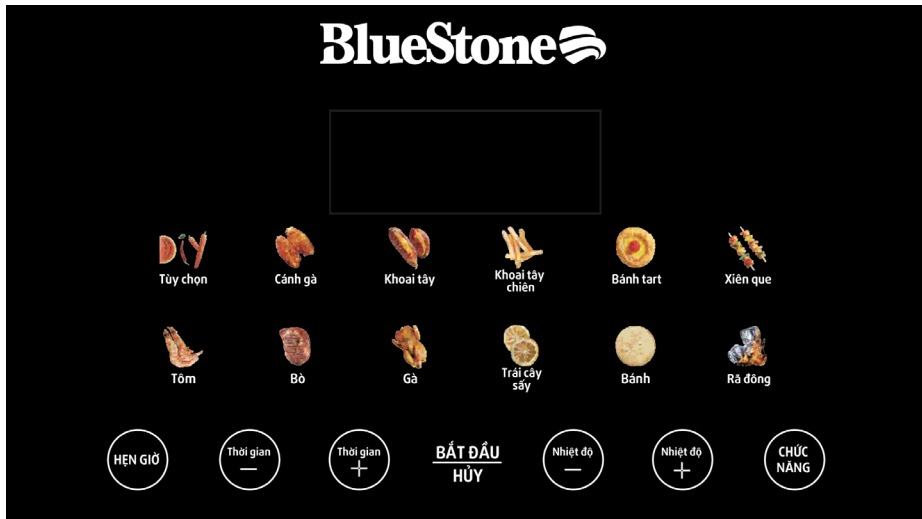 BlueStone
DIY
Tùy chọn
Cánh gà
Khoai tây
Khoai tây
chiên
Bánh tart
Xiên que
Tôm
Bò
Gà
Trái cây
sấy
Bánh
Rã đông
HẸN GIỜ
Thời gian
−
Thời gian
+
BẮT ĐẦU
HỦY
Nhiệt độ
−
Nhiệt độ
+
CHỨC
NĂNG